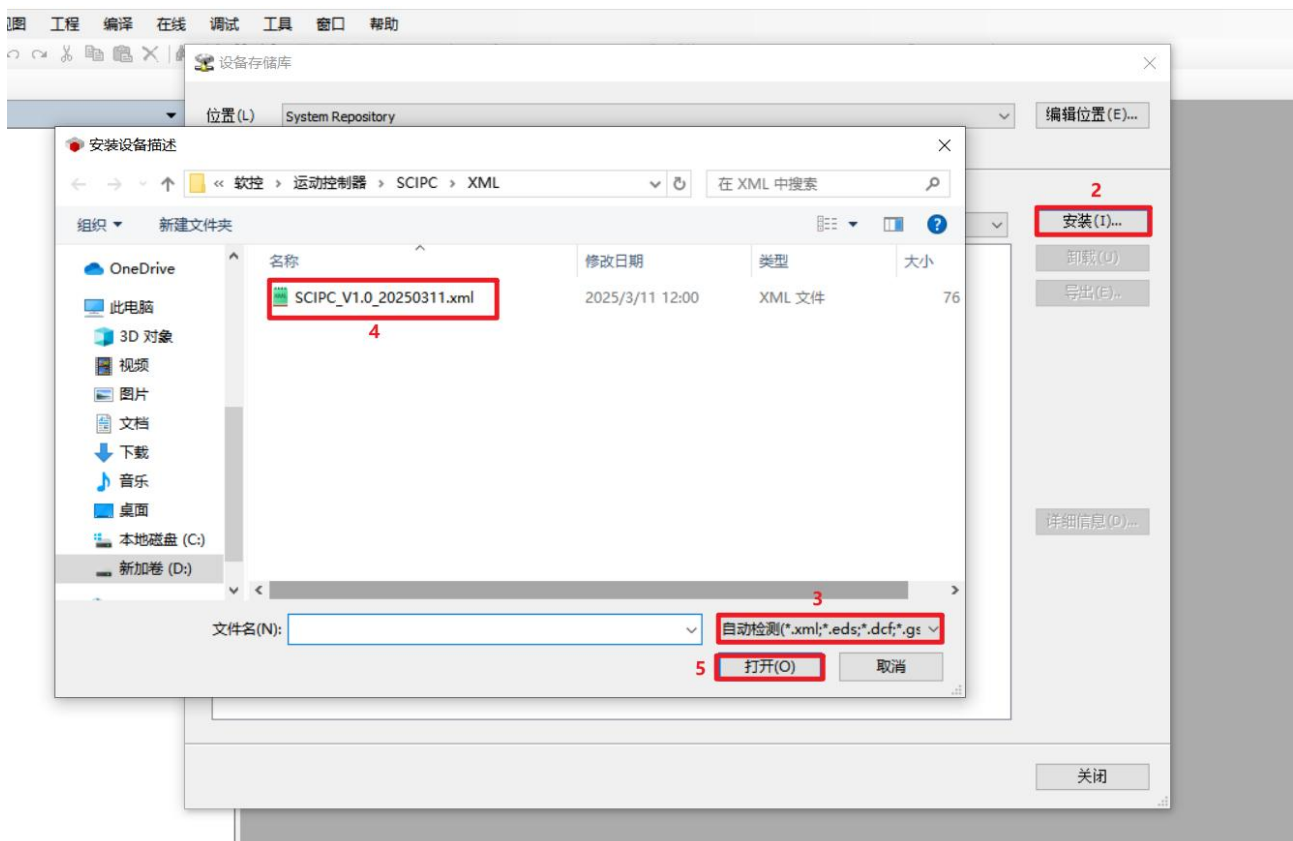 视图 工程 编译 在线 调试 工具 窗口 帮助
设备存储库
位置(L) System Repository 编辑位置(E)...
安装设备描述
« 软控 › 运动控制器 › SCIPC › XML 在 XML 中搜索
2
安装(I)...
组织 新建文件夹
卸载(U)
导出(E)..
名称 修改日期 类型 大小
SCIPC_V1.0_20250311.xml 2025/3/11 12:00 XML 文件 76
4
OneDrive
此电脑
3D 对象
视频
图片
文档
下载
音乐
桌面
本地磁盘 (C:)
新加卷 (D:)
详细信息(D)...
3
文件名(N): 自动检测(*.xml;*.eds;*.dcf;*.gs
5 打开(O) 取消
关闭